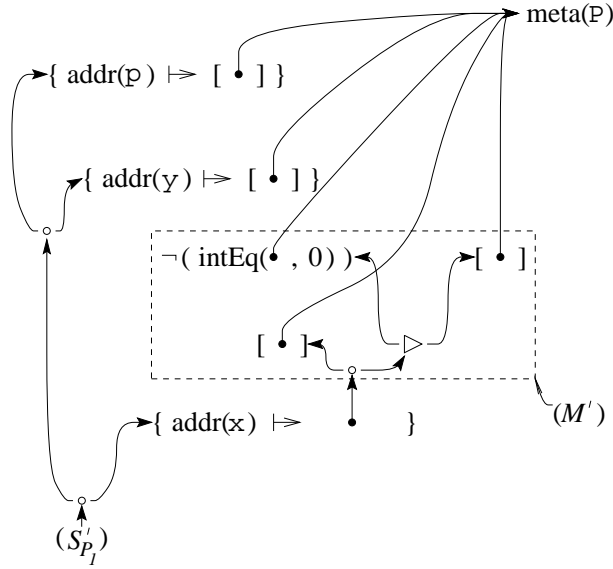 meta(P)
{ addr(p) ↦ [ • ] }
{ addr(y) ↦ [ • ] }
¬( intEq( • , 0) ) [ • ]
[ • ] ▷
{ addr(x) ↦ • }
(M′)
(S′P1)